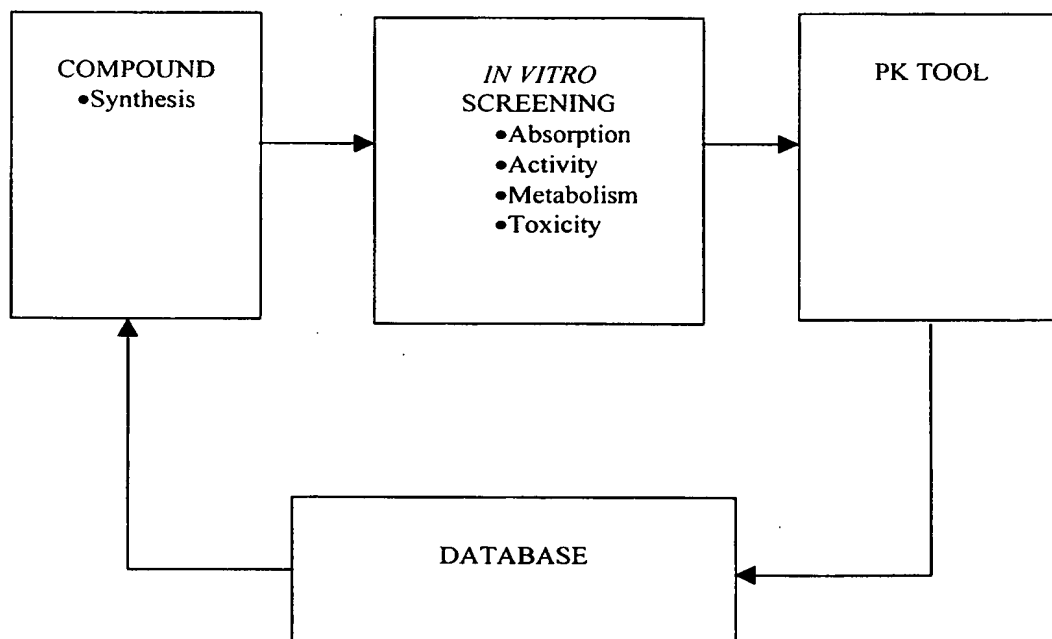 COMPOUND
•Synthesis
IN VITRO
SCREENING
•Absorption
•Activity
•Metabolism
•Toxicity
PK TOOL
DATABASE